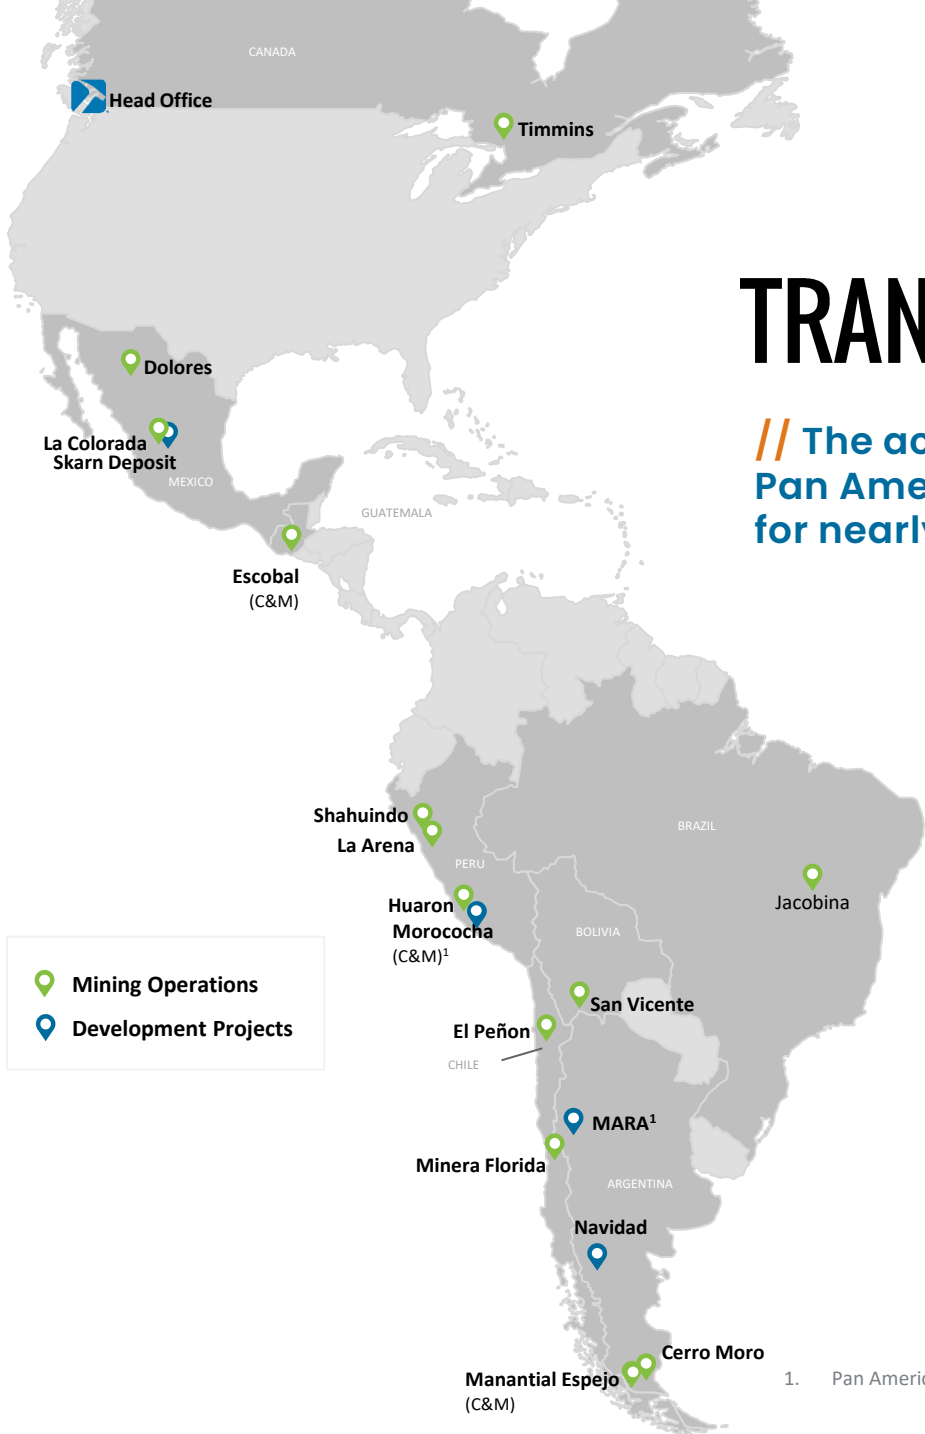 CANADA
Head Office
Timmins
TRAN
Dolores
// The ac
Pan Ame
for nearly
La Colorada
Skarn Deposit
MEXICO
GUATEMALA
Escobal
(C&M)
Shahuindo
La Arena
BRAZIL
PERU
Jacobina
Huaron
Morococha
(C&M)¹
BOLIVIA
Mining Operations
Development Projects
San Vicente
El Peñon
CHILE
MARA¹
Minera Florida
ARGENTINA
Navidad
Cerro Moro
Manantial Espejo
(C&M)
1. Pan Americ